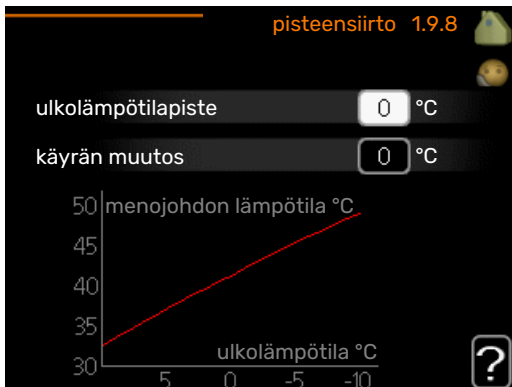 pisteensiirto 1.9.8
ulkolämpötilapiste 0 °C
käyrän muutos 0 °C
50 menojohdon lämpötila °C
45
40
35
30
ulkolämpötila °C
5 0 -5 -10
?